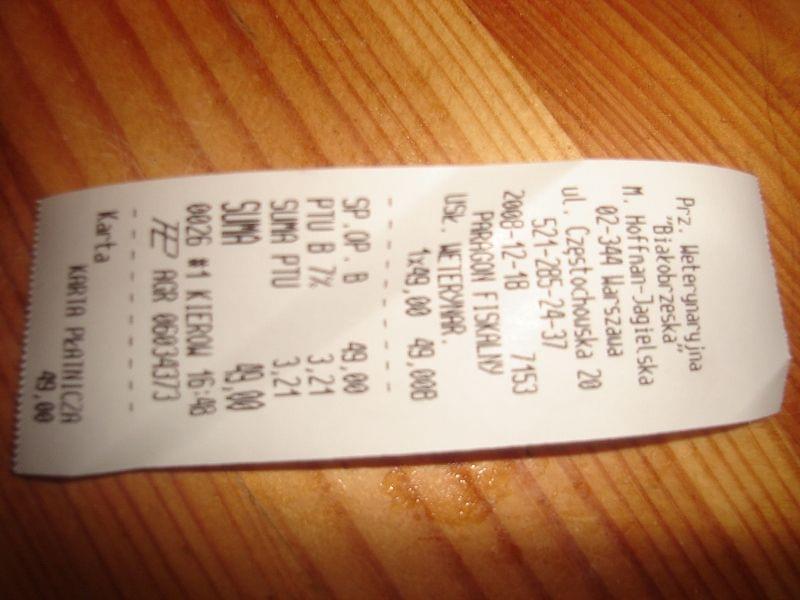 Prz. Weterynaryjna
"Białobrzeska"
M. Hoffman-Jagielska
02-344 Warszawa
ul. Częstochowska 20
521-285-24-37
2008-12-18 7153
PARAGON FISKALNY
USŁ. WETERYNAR.
1x49,00 49,00B
- - - - - - - - - - -
SP.OP. B 49,00
PTU B 7% 3,21
SUMA PTU 3,21
SUMA 49,00
0026 #1 KIEROW 16:48
AGR 06034373
- - - - - - - - - - -
Karta
KARTA PŁATNICZA
49,00